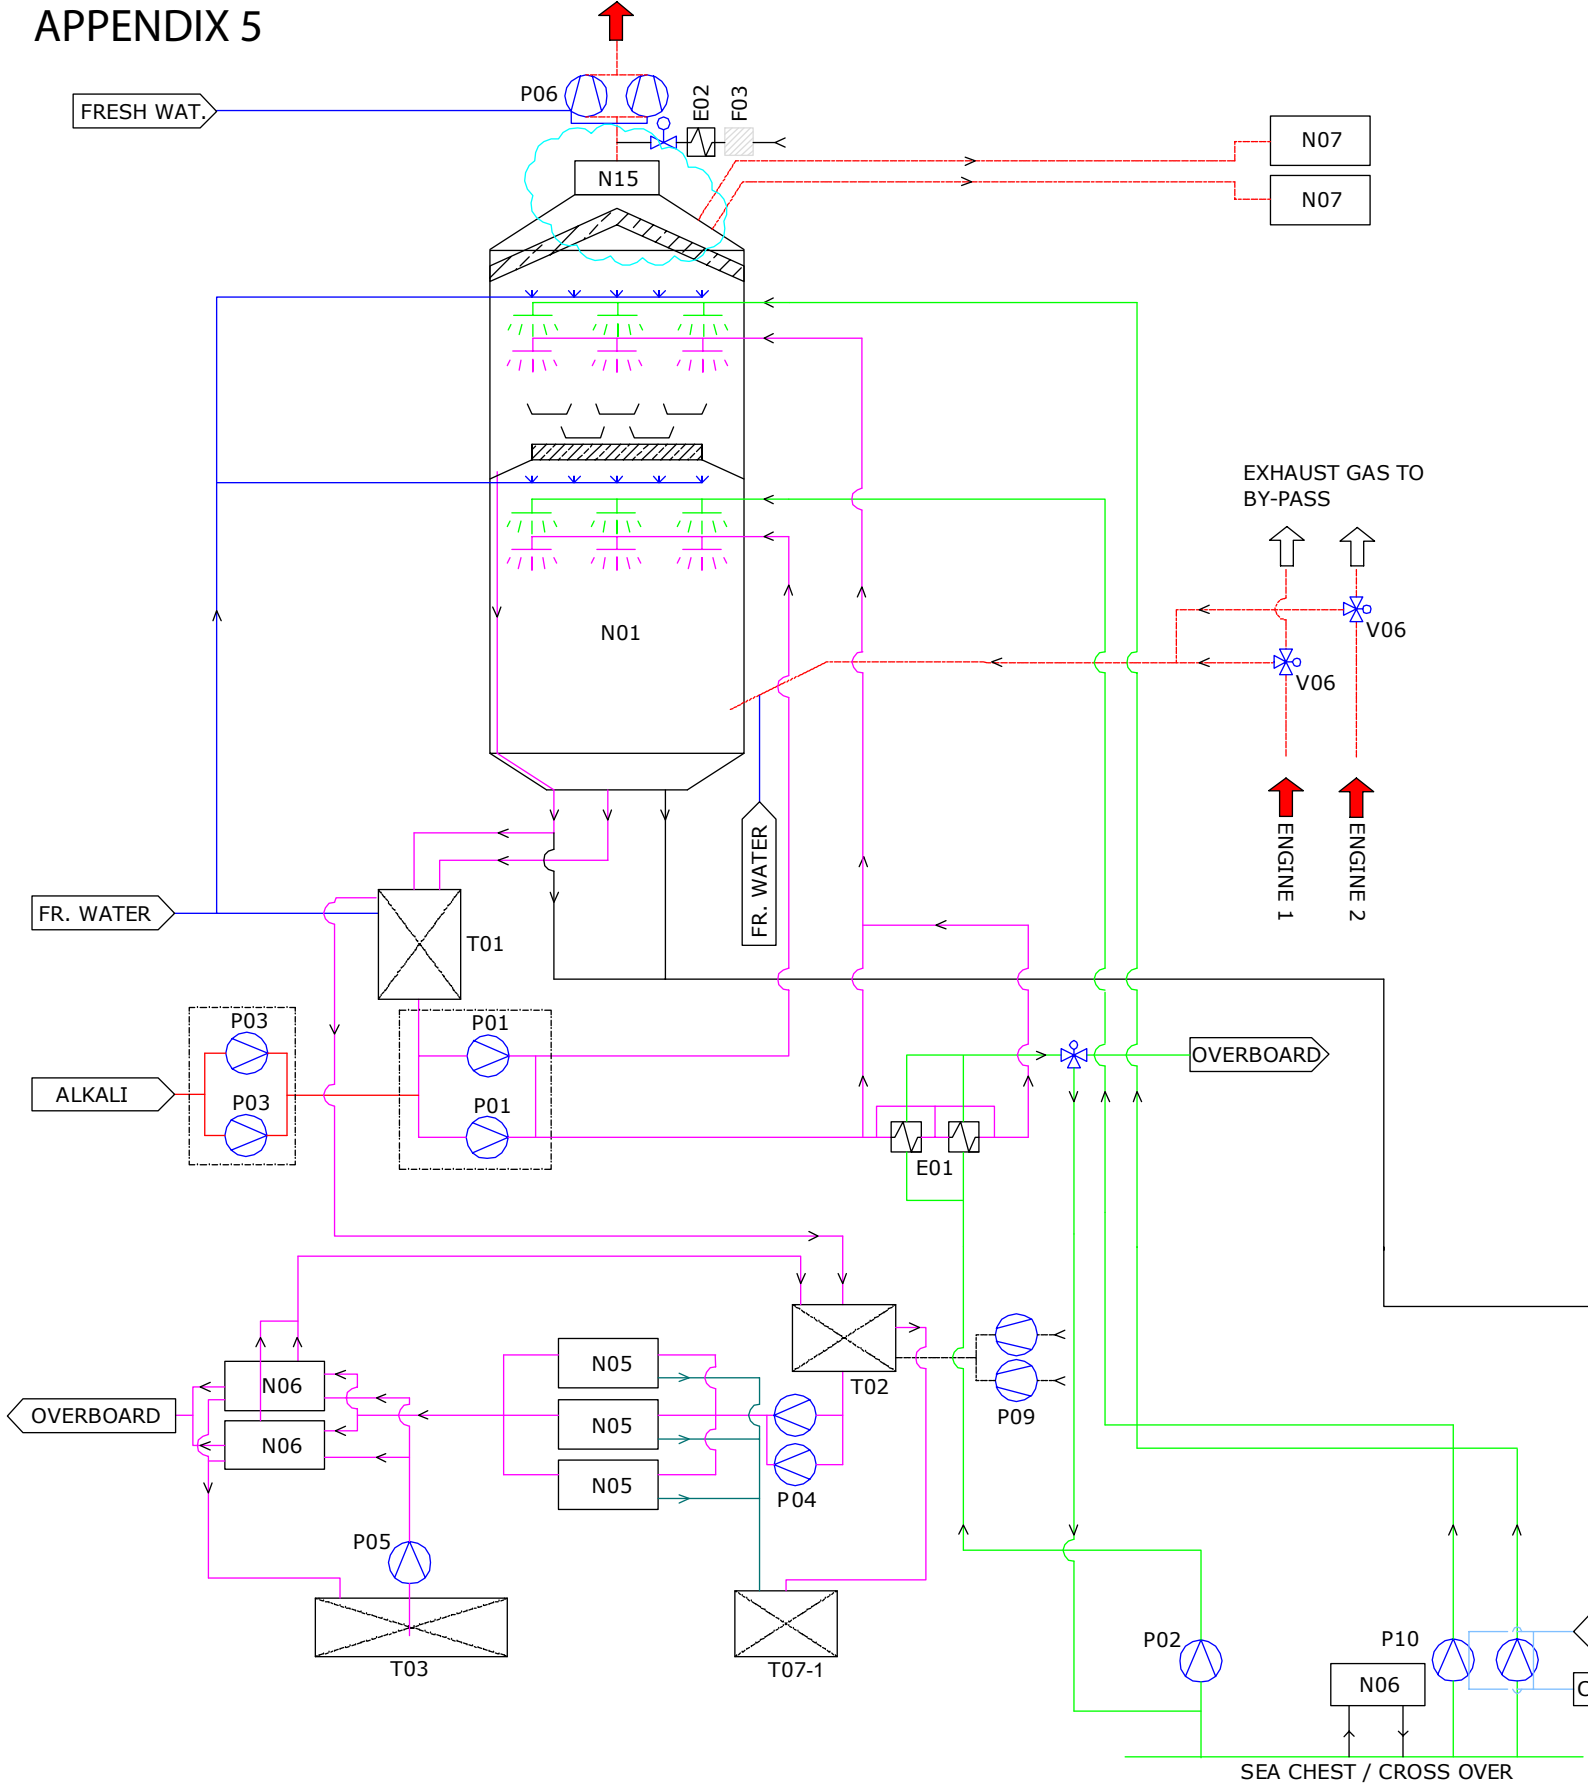 APPENDIX 5
P06
E02
F03
FRESH WAT.
N07
N15
N07
EXHAUST GAS TO
BY-PASS
N01
V06
V06
FR. WATER
ENGINE 1
ENGINE 2
FR. WATER
T01
P03
P01
OVERBOARD
ALKALI
P03
P01
E01
N05
N06
T02
OVERBOARD
N05
P09
N06
N05
P04
P05
P02
P10
T03
T07-1
N06
C
SEA CHEST / CROSS OVER